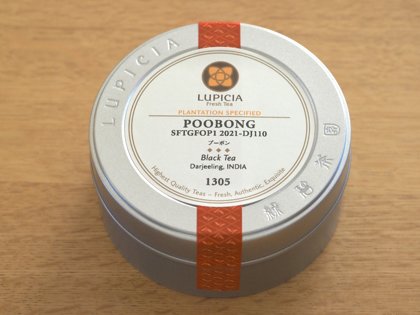 LUPICIA
LUPICIA
Fresh Tea
PLANTATION SPECIFIED
POOBONG
SFTGFOP1 2021-DJ110
プーボン
Black Tea
Darjeeling, INDIA
1305
Highest Quality Teas – Fresh, Authentic, Exquisite